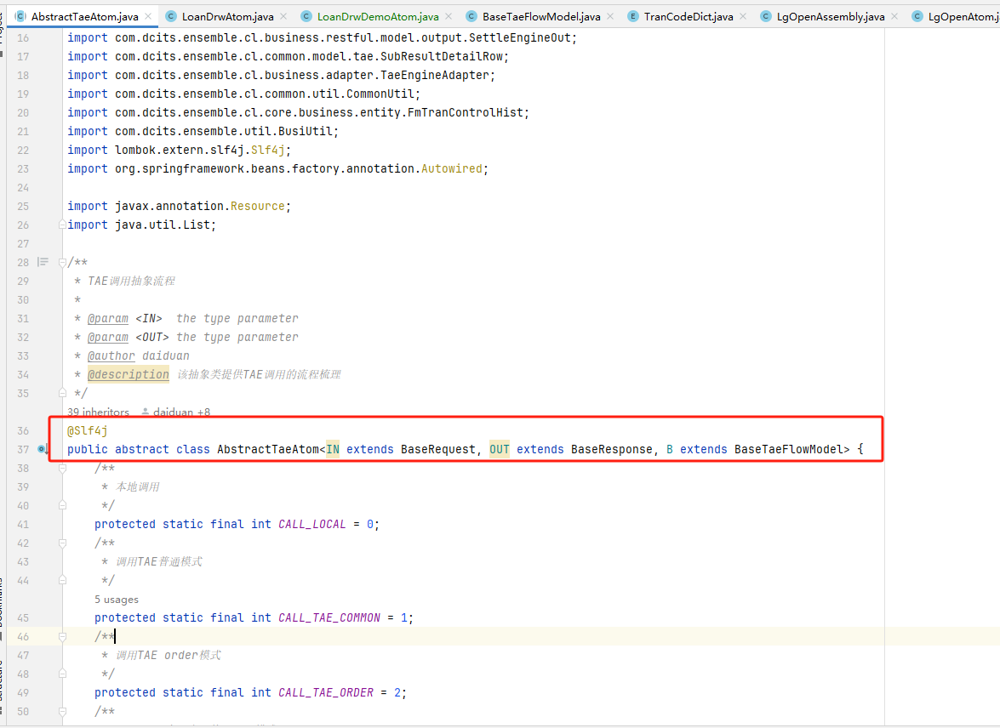 AbstractTaeAtom.java LoanDrwAtom.java LoanDrwDemoAtom.java BaseTaeFlowModel.java TranCodeDict.java LgOpenAssembly.java LgOpenAtom.j
16 import com.dcits.ensemble.cl.business.restful.model.output.SettleEngineOut;
17 import com.dcits.ensemble.cl.common.model.tae.SubResultDetailRow;
18 import com.dcits.ensemble.cl.business.adapter.TaeEngineAdapter;
19 import com.dcits.ensemble.cl.common.util.CommonUtil;
20 import com.dcits.ensemble.cl.core.business.entity.FmTranControlHist;
21 import com.dcits.ensemble.util.BusiUtil;
22 import lombok.extern.slf4j.Slf4j;
23 import org.springframework.beans.factory.annotation.Autowired;
24
25 import javax.annotation.Resource;
26 import java.util.List;
27
28 /**
29 * TAE调用抽象流程
30 *
31 * @param <IN> the type parameter
32 * @param <OUT> the type parameter
33 * @author daiduan
34 * @description 该抽象类提供TAE调用的流程梳理
35 */
39 inheritors daiduan +8
36 @Slf4j
37 public abstract class AbstractTaeAtom<IN extends BaseRequest, OUT extends BaseResponse, B extends BaseTaeFlowModel> {
38 /**
39 * 本地调用
40 */
41 protected static final int CALL_LOCAL = 0;
42 /**
43 * 调用TAE普通模式
44 */
5 usages
45 protected static final int CALL_TAE_COMMON = 1;
46 /**
47 * 调用TAE order模式
48 */
49 protected static final int CALL_TAE_ORDER = 2;
50 /**